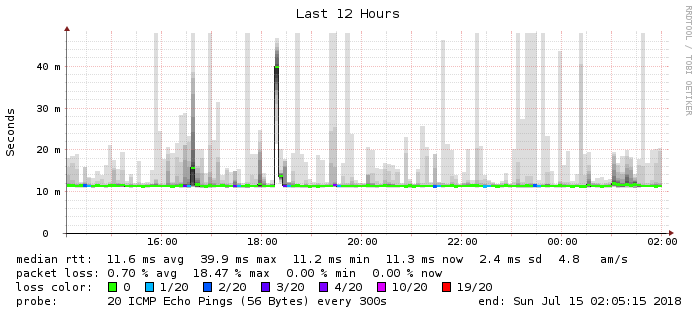 Last 12 Hours
RRDTOOL / TOBI OETIKER
Seconds
40 m
30 m
20 m
10 m
0
16:00 18:00 20:00 22:00 00:00 02:00
median rtt: 11.6 ms avg 39.9 ms max 11.2 ms min 11.3 ms now 2.4 ms sd 4.8 am/s
packet loss: 0.70 % avg 18.47 % max 0.00 % min 0.00 % now
loss color: 0 1/20 2/20 3/20 4/20 10/20 19/20
probe: 20 ICMP Echo Pings (56 Bytes) every 300s end: Sun Jul 15 02:05:15 2018